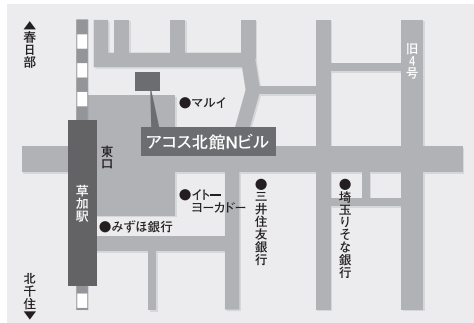 ▲春日部
旧4号
●マルイ
アコス北館Nビル
東口
草加駅
●イトー
ヨーカドー
●三井住友銀行
●埼玉りそな銀行
●みずほ銀行
北千住▼